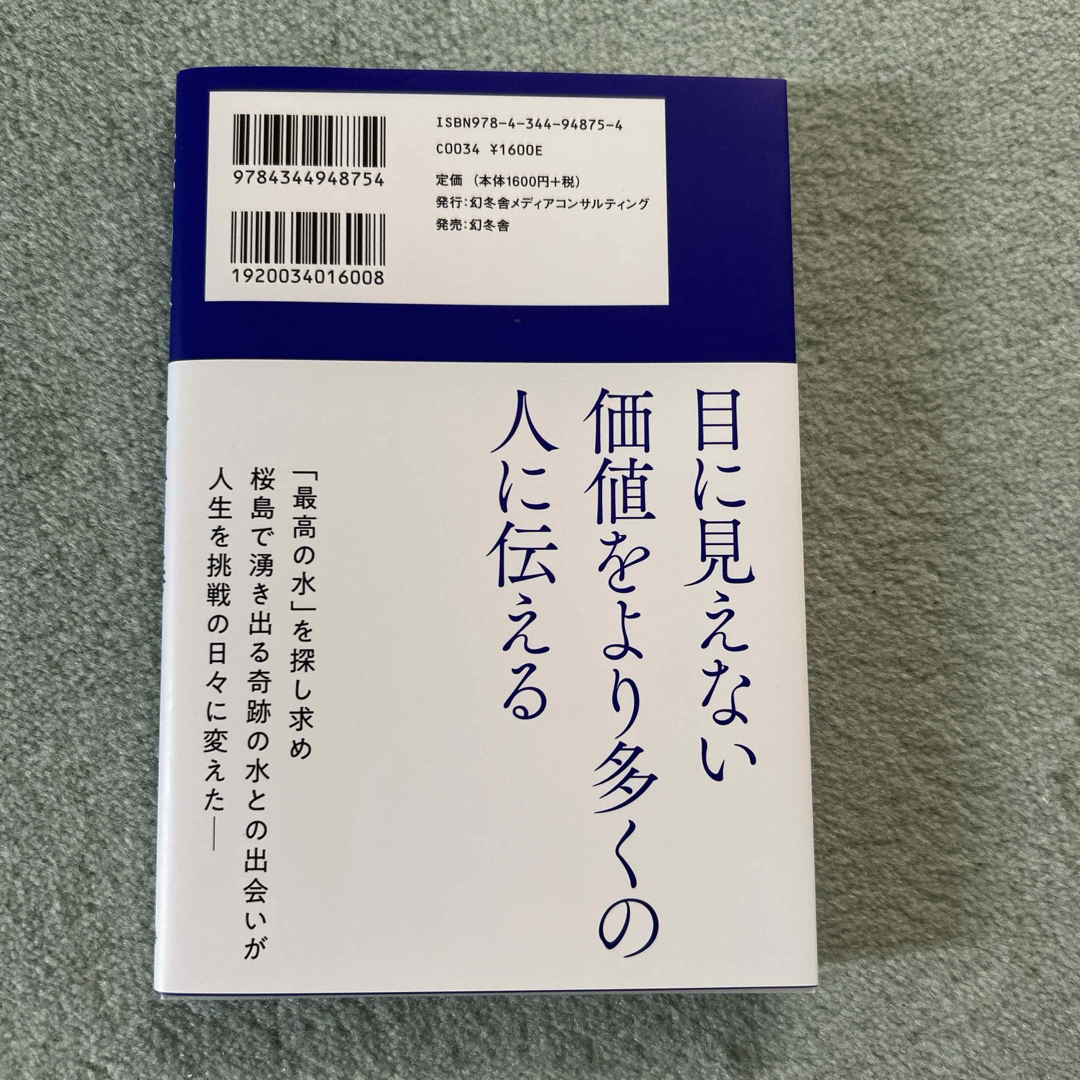 ISBN978-4-344-94875-4
C0034 ¥1600E
9784344948754
定価 （本体1600円+税）
発行：幻冬舎メディアコンサルティング
発売：幻冬舎
1920034016008
目に見えない
価値をより多くの
人に伝える
「最高の水」を探し求め
桜島で湧き出る奇跡の水との出会いが
人生を挑戦の日々に変えた——